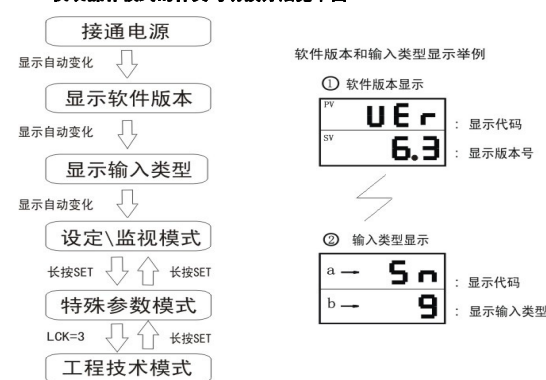 接通电源
显示自动变化
显示软件版本
显示自动变化
显示输入类型
显示自动变化
设定\监视模式
长按SET 长按SET
特殊参数模式
LCK=3 长按SET
工程技术模式
软件版本和输入类型显示举例
① 软件版本显示
PV UEr : 显示代码
SV 6.3 : 显示版本号
② 输入类型显示
a → Sn : 显示代码
b → 9 : 显示输入类型